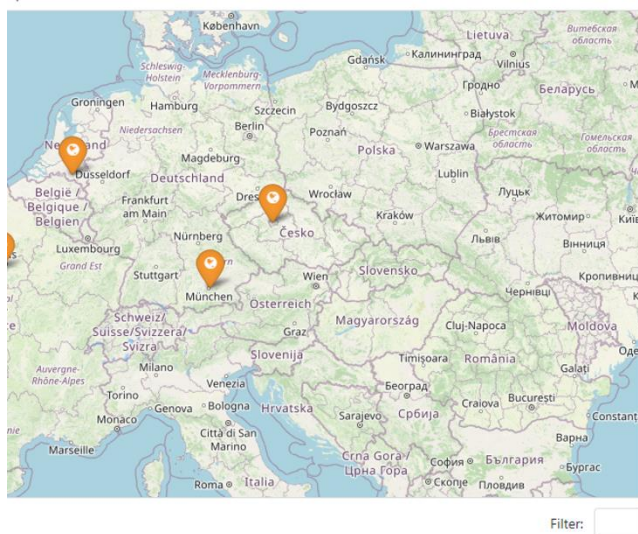 København
Lietuva
Витебская
область
Gdańsk
Калининград
Vilnius
Schleswig-
Holstein
Mecklenburg-
Vorpommern
Гродно
Беларусь
Groningen
Hamburg
Szczecin
Bydgoszcz
Białystok
Niedersachsen
Berlin
Poznań
Брестская
область
Гомельская
область
Magdeburg
Polska
Warszawa
Düsseldorf
Deutschland
Lublin
België /
Belgique /
Belgien
Frankfurt
am Main
Wrocław
Луцьк
Kraków
Житомир
Київ
Nürnberg
Česko
Львів
Luxembourg
Вінниця
Grand Est
Stuttgart
Wien
Slovensko
Кропивниц
München
Чернівці
Österreich
Schweiz/
Suisse/Svizzera/
Svizra
Magyarország
Cluj-Napoca
Moldova
Graz
Slovenija
Timișoara
România
Auvergne-
Rhône-Alpes
Milano
Galați
Torino
Venezia
Београд
București
Genova
Bologna
Hrvatska
Craiova
Monaco
Sarajevo
Србија
Constanț
Città di San
Marino
Варна
Marseille
Crna Gora /
Црна Гора
София
България
Бургас
Roma
Italia
Скопје
Пловдив
Filter: